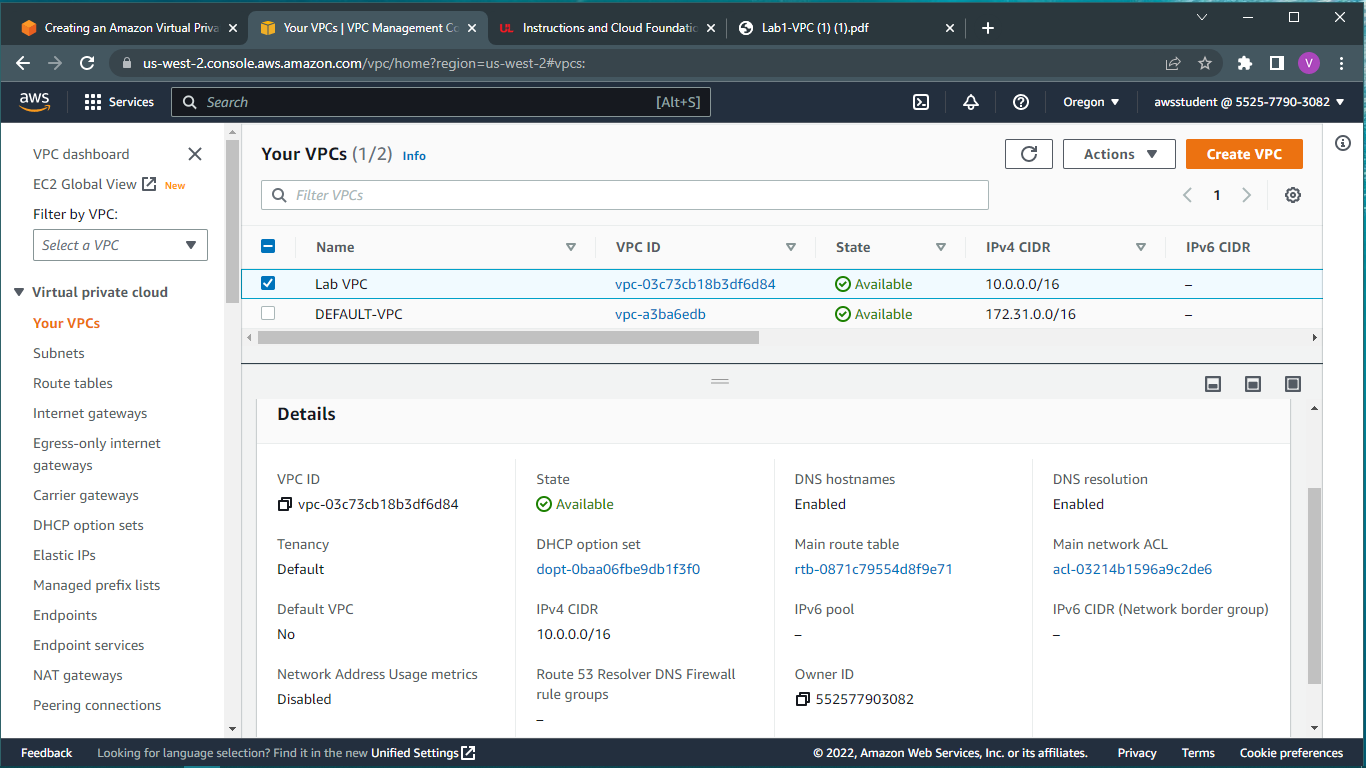 Creating an Amazon Virtual Priva
Your VPCs | VPC Management Co
UL Instructions and Cloud Foundatio
Lab1-VPC (1) (1).pdf
us-west-2.console.aws.amazon.com/vpc/home?region=us-west-2#vpcs:
V
aws
Services
Search [Alt+S]
Oregon
awsstudent @ 5525-7790-3082
VPC dashboard
EC2 Global View New
Filter by VPC:
Select a VPC
Virtual private cloud
Your VPCs
Subnets
Route tables
Internet gateways
Egress-only internet
gateways
Carrier gateways
DHCP option sets
Elastic IPs
Managed prefix lists
Endpoints
Endpoint services
NAT gateways
Peering connections
Your VPCs (1/2) Info
Actions
Create VPC
Filter VPCs
1
Name VPC ID State IPv4 CIDR IPv6 CIDR
Lab VPC vpc-03c73cb18b3df6d84 Available 10.0.0.0/16 –
DEFAULT-VPC vpc-a3ba6edb Available 172.31.0.0/16 –
Details
VPC ID State DNS hostnames DNS resolution
vpc-03c73cb18b3df6d84 Available Enabled Enabled
Tenancy DHCP option set Main route table Main network ACL
Default dopt-0baa06fbe9db1f3f0 rtb-0871c79554d8f9e71 acl-03214b1596a9c2de6
Default VPC IPv4 CIDR IPv6 pool IPv6 CIDR (Network border group)
No 10.0.0.0/16 – –
Network Address Usage metrics Route 53 Resolver DNS Firewall Owner ID
rule groups
Disabled 552577903082
–
Feedback Looking for language selection? Find it in the new Unified Settings © 2022, Amazon Web Services, Inc. or its affiliates. Privacy Terms Cookie preferences